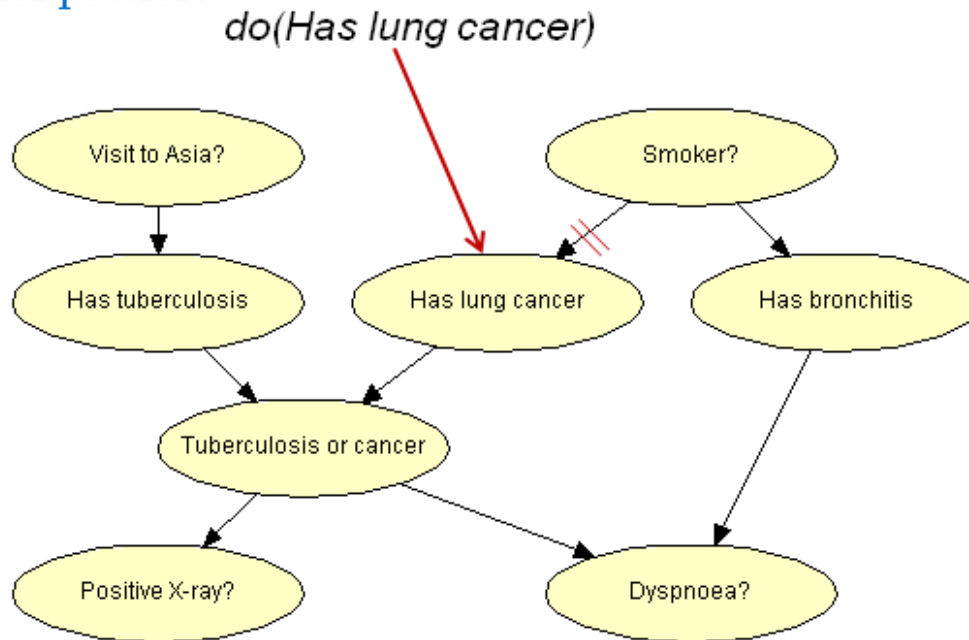 do(Has lung cancer)
Visit to Asia?
Smoker?
Has tuberculosis
Has lung cancer
Has bronchitis
Tuberculosis or cancer
Positive X-ray?
Dyspnoea?